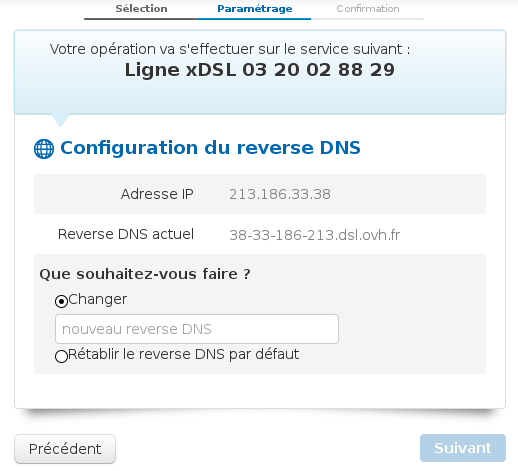 Sélection Paramétrage Confirmation
Votre opération va s'effectuer sur le service suivant :
Ligne xDSL 03 20 02 88 29
Configuration du reverse DNS
Adresse IP 213.186.33.38
Reverse DNS actuel 38-33-186-213.dsl.ovh.fr
Que souhaitez-vous faire ?
Changer
nouveau reverse DNS
Rétablir le reverse DNS par défaut
Précédent Suivant